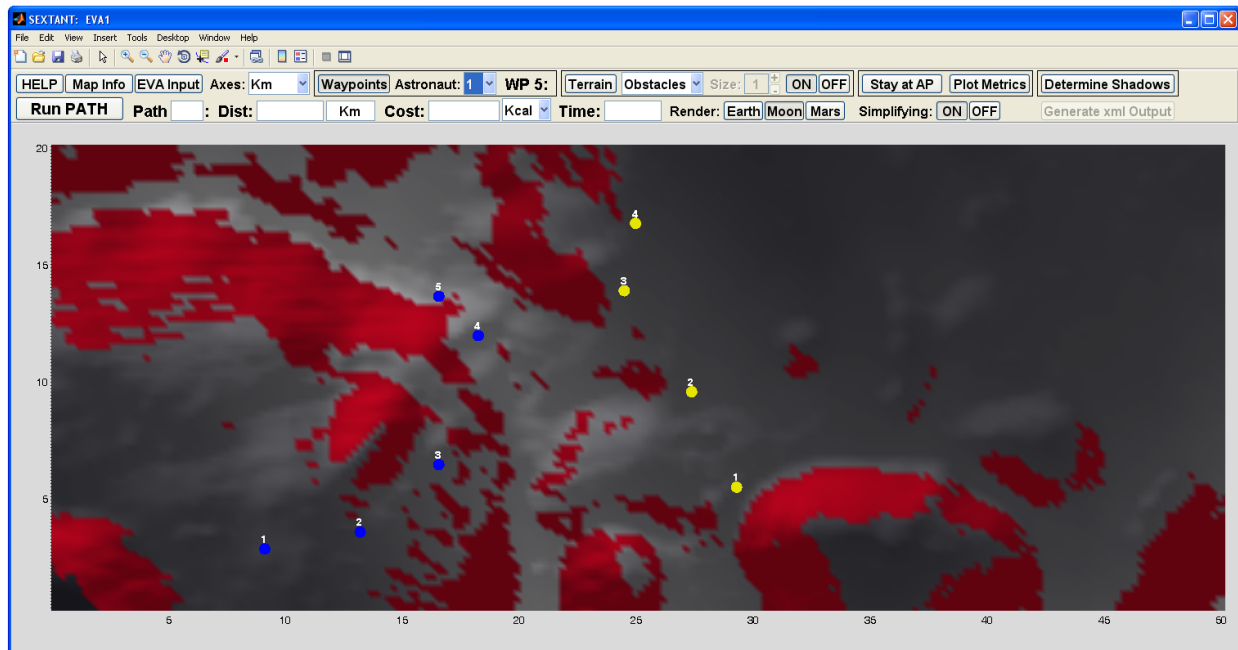 SEXTANT: EVA1
File Edit View Insert Tools Desktop Window Help
HELP Map Info EVA Input Axes: Km Waypoints Astronaut: 1 WP 5: Terrain Obstacles Size: 1 ON OFF Stay at AP Plot Metrics Determine Shadows
Run PATH Path : Dist: Km Cost: Kcal Time: Render: Earth Moon Mars Simplifying: ON OFF Generate xml Output
20
4
15
3
5
4
10
2
3
1
5
2
1
5 10 15 20 25 30 35 40 45 50